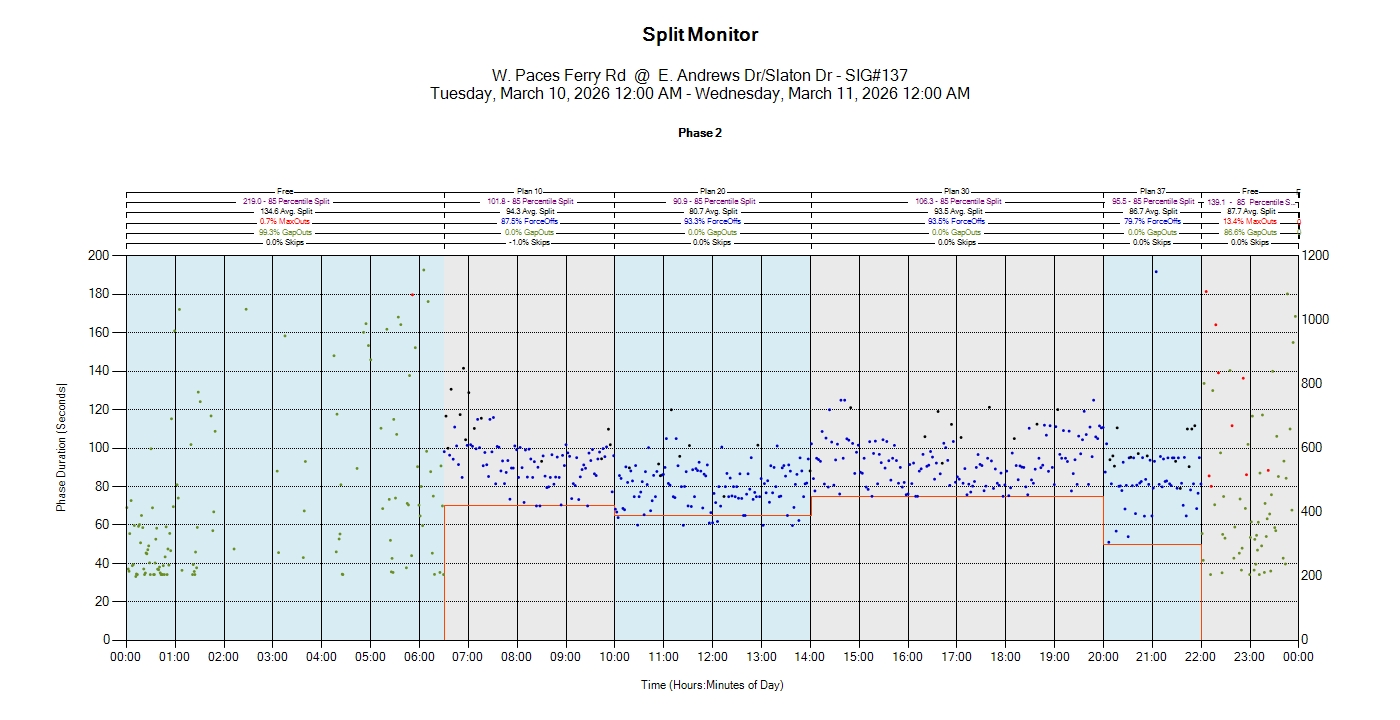 Split Monitor
W. Paces Ferry Rd @ E. Andrews Dr/Slaton Dr - SIG#137
Tuesday, March 10, 2026 12:00 AM - Wednesday, March 11, 2026 12:00 AM
Phase 2
Free Plan 10 Plan 20 Plan 30 Plan 37 Free
219.0 - 85 Percentile Split 101.8 - 85 Percentile Split 90.9 - 85 Percentile Split 106.3 - 85 Percentile Split 95.5 - 85 Percentile Split 139.1 - 85 Percentile S...
134.6 Avg. Split 94.3 Avg. Split 80.7 Avg. Split 93.5 Avg. Split 86.7 Avg. Split 87.7 Avg. Split
0.7% MaxOuts 87.5% ForceOffs 93.3% ForceOffs 93.5% ForceOffs 79.7% ForceOffs 13.4% MaxOuts
99.3% GapOuts 0.0% GapOuts 0.0% GapOuts 0.0% GapOuts 0.0% GapOuts 86.6% GapOuts
0.0% Skips -1.0% Skips 0.0% Skips 0.0% Skips 0.0% Skips 0.0% Skips
200 1200
180
160 1000
140
120 800
100 600
80
60 400
40 200
20
0 0
Phase Duration (Seconds)
00:00 01:00 02:00 03:00 04:00 05:00 06:00 07:00 08:00 09:00 10:00 11:00 12:00 13:00 14:00 15:00 16:00 17:00 18:00 19:00 20:00 21:00 22:00 23:00 00:00
Time (Hours:Minutes of Day)